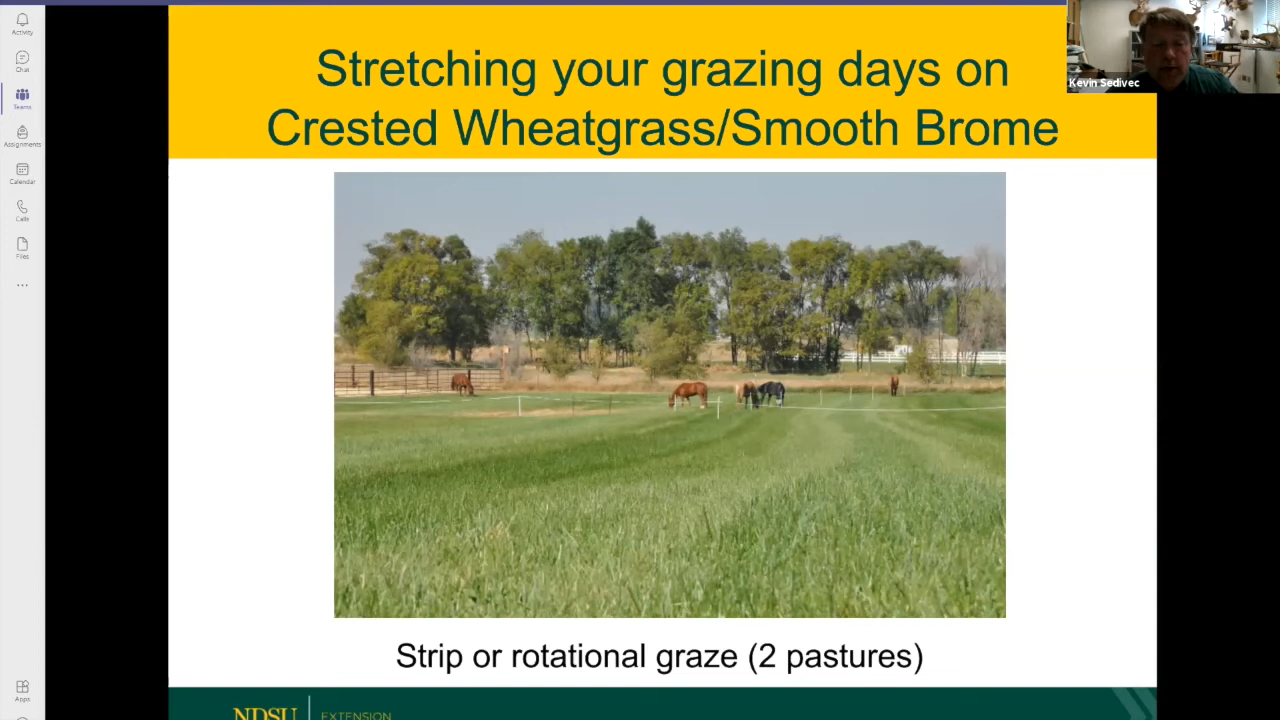 Activity
Chat
Teams
Assignments
Calendar
Calls
Files
Apps
Stretching your grazing days on
Crested Wheatgrass/Smooth Brome
Kevin Sedivec
Strip or rotational graze (2 pastures)
NDSU EXTENSION